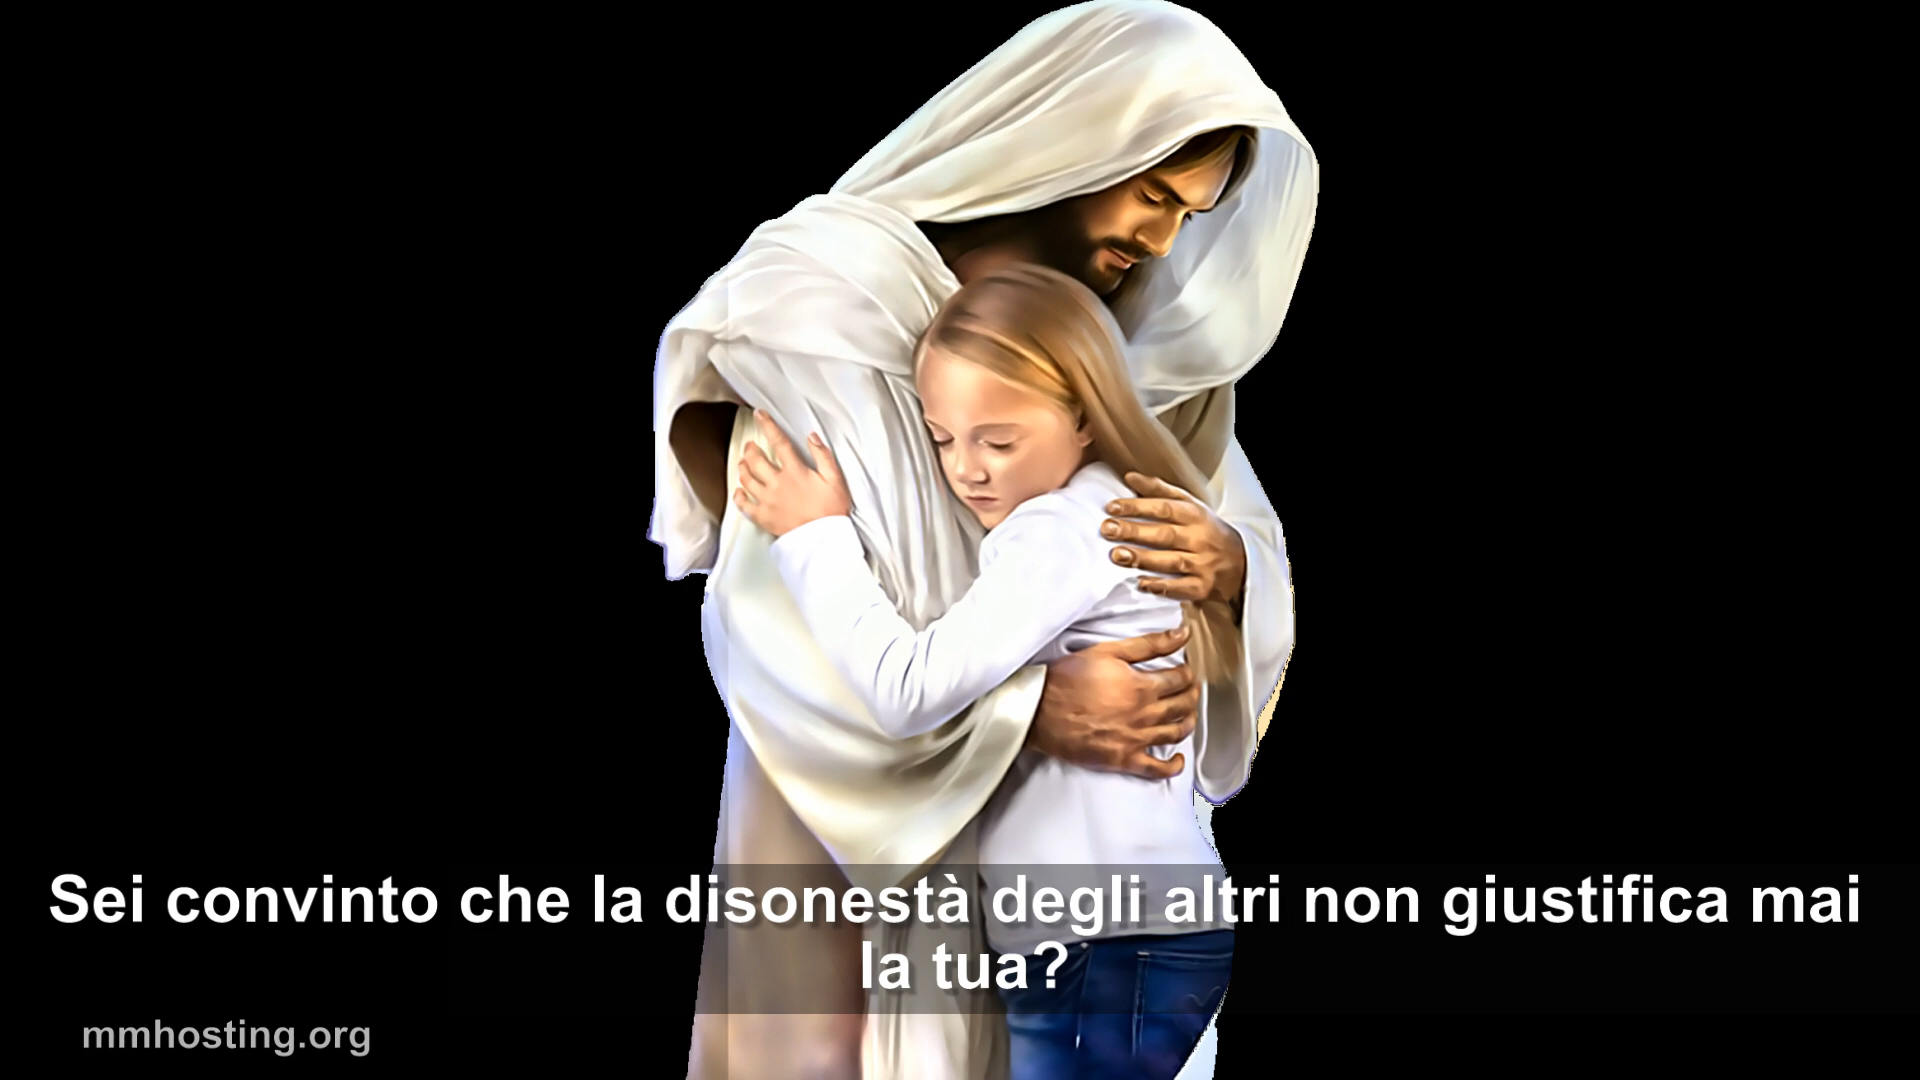 Sei convinto che la disonestà degli altri non giustifica mai
la tua?
mmhosting.org